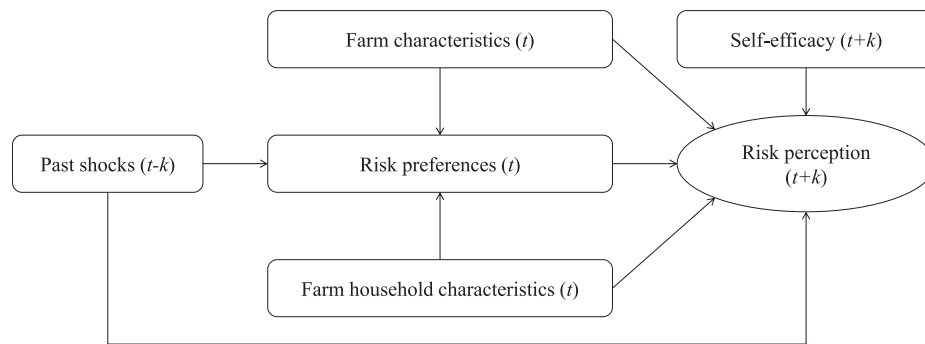 Farm characteristics (t)
Self-efficacy (t+k)
Past shocks (t-k)
Risk preferences (t)
Risk perception
(t+k)
Farm household characteristics (t)